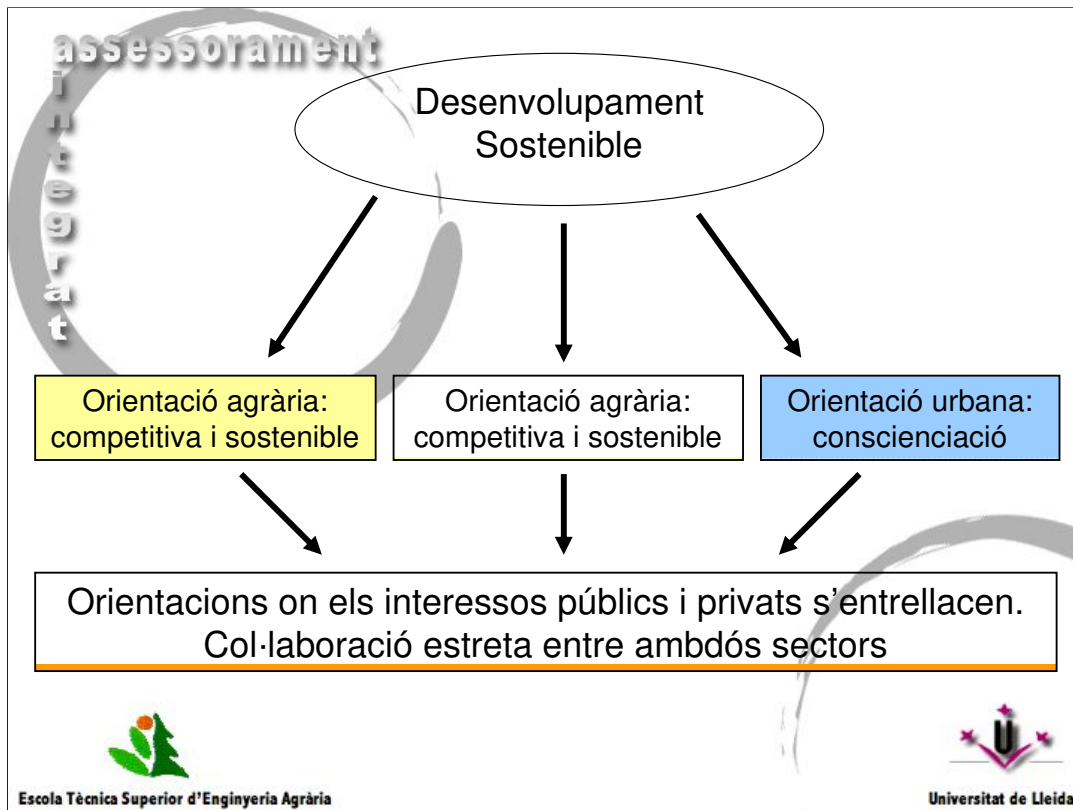 assessorament
integrat
Desenvolupament
Sostenible
Orientació agrària:
competitiva i sostenible
Orientació agrària:
competitiva i sostenible
Orientació urbana:
conscienciació
Orientacions on els interessos públics i privats s’entrellacen.
Col·laboració estreta entre ambdós sectors
Escola Tècnica Superior d’Enginyeria Agrària
U
Universitat de Lleida